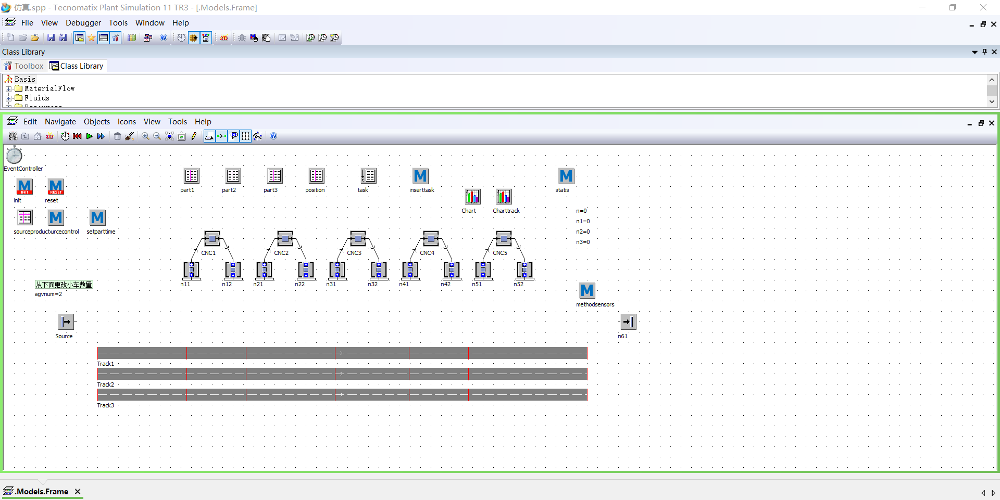 仿真.spp - Tecnomatix Plant Simulation 11 TR3 - [.Models.Frame]
File View Debugger Tools Window Help
3D
Class Library
Toolbox Class Library
Basis
MaterialFlow
Fluids
Resources
Edit Navigate Objects Icons View Tools Help
3D
EventController
M INIT
M RESET
M
M
part1 part2 part3 position task inserttask statis
init reset
Chart Charttrack n=0
M M
n1=0
sourceproducturcecontrol setparttime n2=0
n3=0
CNC1 CNC2 CNC3 CNC4 CNC5
n11 n12 n21 n22 n31 n32 n41 n42 n51 n52
从下面更改小车数量
agvnum=2
M
methodsensors
Source n61
Track1
Track2
Track3
.Models.Frame